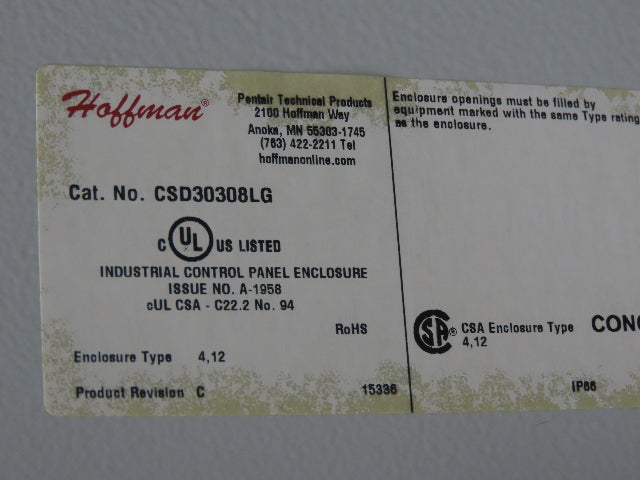 Hoffman®
Pentair Technical Products
2100 Hoffman Way
Anoka, MN 55303-1745
(763) 422-2211 Tel
hoffmanonline.com
Cat. No. CSD30308LG
C UL US LISTED
INDUSTRIAL CONTROL PANEL ENCLOSURE
ISSUE NO. A-1958
cUL CSA - C22.2 No. 94
RoHS
Enclosure Type 4,12
Product Revision C
15336
Enclosure openings must be filled by
equipment marked with the same Type rating
as the enclosure.
CSA® CSA Enclosure Type
4,12
IP66